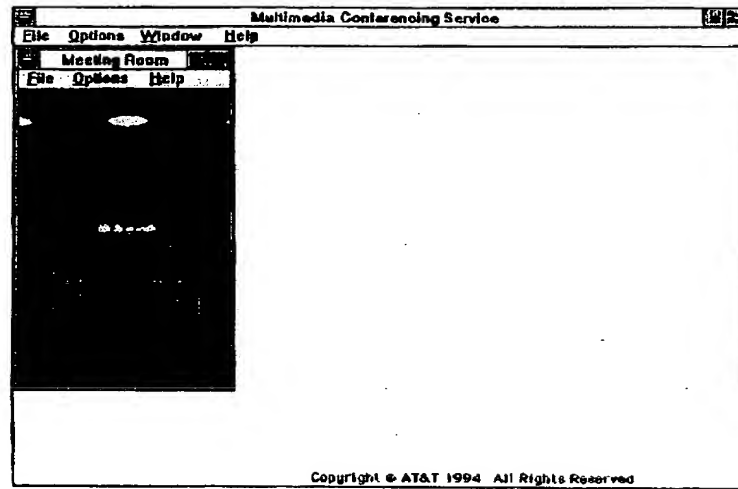 Multimedia Conferencing Service
File Options Window Help
Meeting Room
File Options Help
Copyright © AT&T 1994 All Rights Reserved